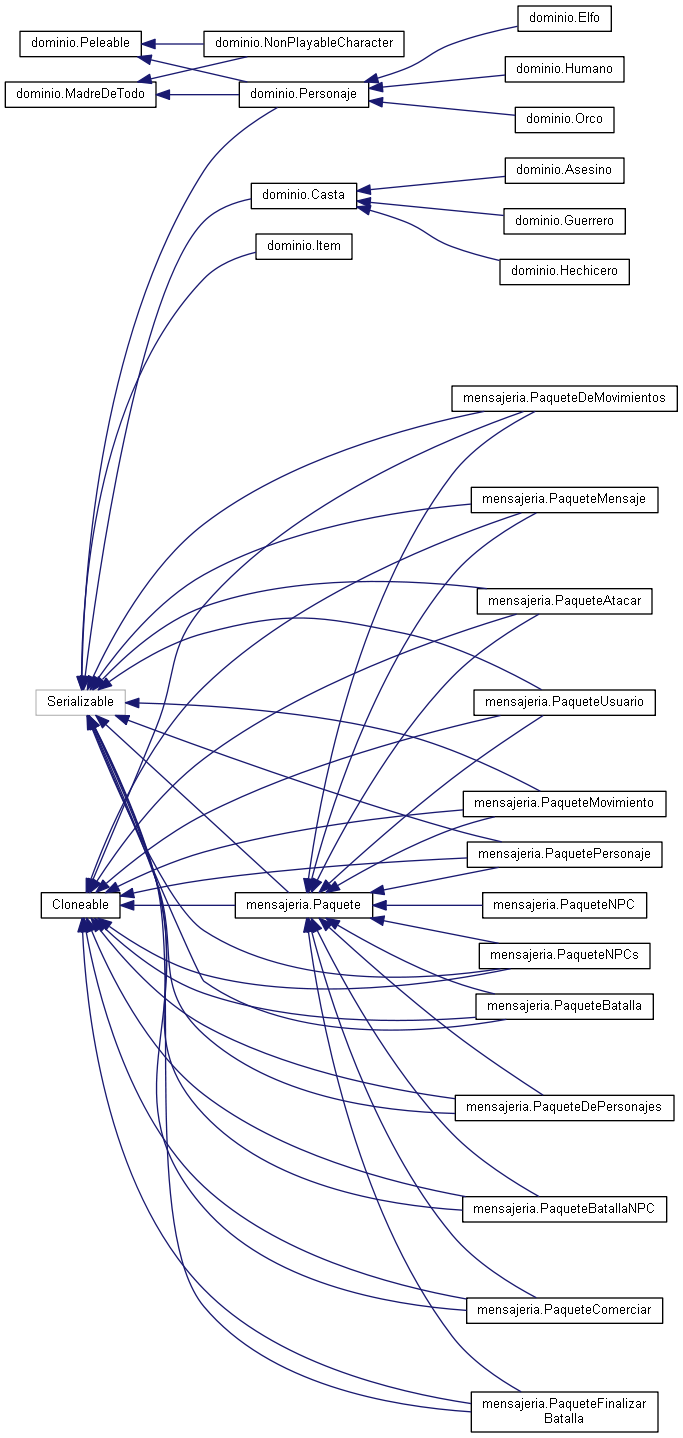 dominio.Elfo
dominio.Peleable
dominio.NonPlayableCharacter
dominio.Humano
dominio.MadreDeTodo
dominio.Personaje
dominio.Orco
dominio.Asesino
dominio.Casta
dominio.Guerrero
dominio.Item
dominio.Hechicero
mensajeria.PaqueteDeMovimientos
mensajeria.PaqueteMensaje
mensajeria.PaqueteAtacar
Serializable
mensajeria.PaqueteUsuario
mensajeria.PaqueteMovimiento
mensajeria.PaquetePersonaje
Cloneable
mensajeria.Paquete
mensajeria.PaqueteNPC
mensajeria.PaqueteNPCs
mensajeria.PaqueteBatalla
mensajeria.PaqueteDePersonajes
mensajeria.PaqueteBatallaNPC
mensajeria.PaqueteComerciar
mensajeria.PaqueteFinalizar
Batalla